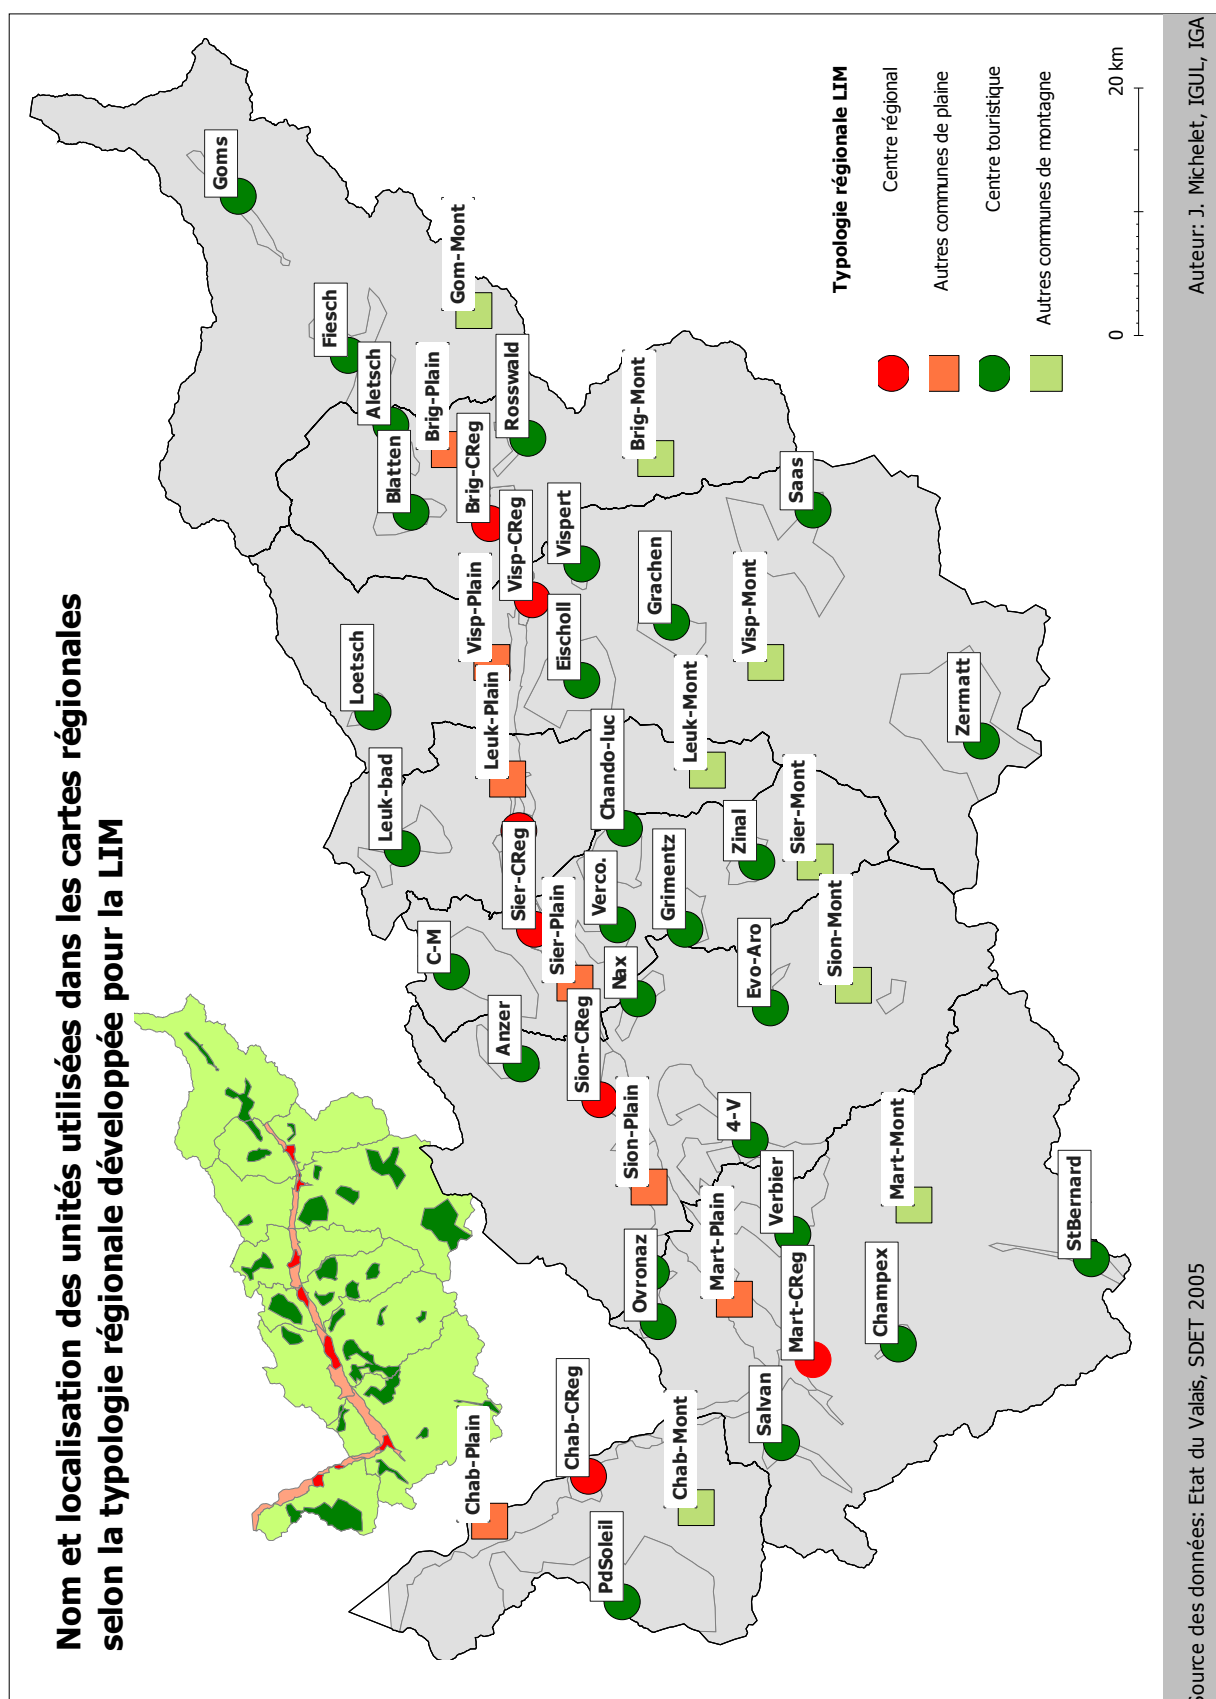 Nom et localisation des unités utilisées dans les cartes régionales
selon la typologie régionale développée pour la LIM
Goms
Fiesch
Aletsch
Gom-Mont
Blatten
Brig-Plain
Brig-CReg
Rosswald
Brig-Mont
Visp-CReg
Vispert
Saas
Loetsch
Visp-Plain
Eischoll
Grachen
Visp-Mont
Zermatt
Leuk-bad
Leuk-Plain
Chando-luc
Leuk-Mont
C-M
Sier-CReg
Sier-Plain
Verco.
Grimentz
Zinal
Sier-Mont
Anzer
Sion-CReg
Nax
Evo-Aro
Sion-Mont
Sion-Plain
4-V
Ovronaz
Mart-Plain
Verbier
Mart-Mont
Mart-CReg
Champex
StBernard
Salvan
Chab-Plain
Chab-CReg
Chab-Mont
PdSoleil
Typologie régionale LIM
Centre régional
Autres communes de plaine
Centre touristique
Autres communes de montagne
0
20 km
Source des données: Etat du Valais, SDET 2005
Auteur: J. Michelet, IGUL, IGA